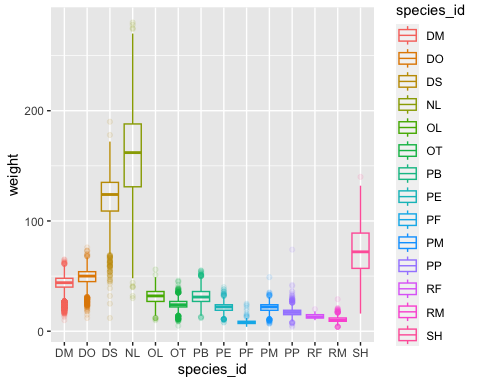 species_id
DM
DO
DS
NL
OL
OT
PB
PE
PF
PM
PP
RF
RM
SH
weight
200
100
0
DM DO DS NL OL OT PB PE PF PM PP RF RM SH
species_id